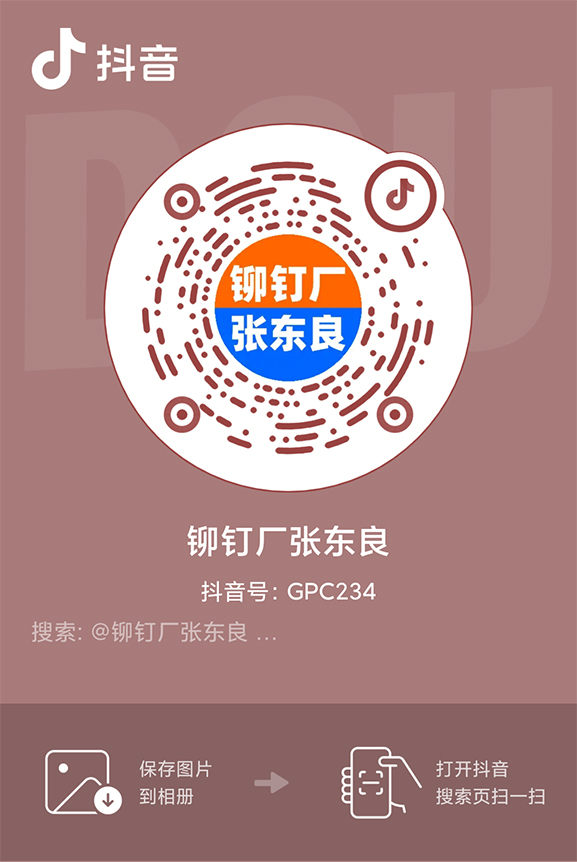 抖音
DOU
铆钉厂
张东良
铆钉厂张东良
抖音号: GPC234
搜索: @铆钉厂张东良 ...
保存图片
到相册
打开抖音
搜索页扫一扫